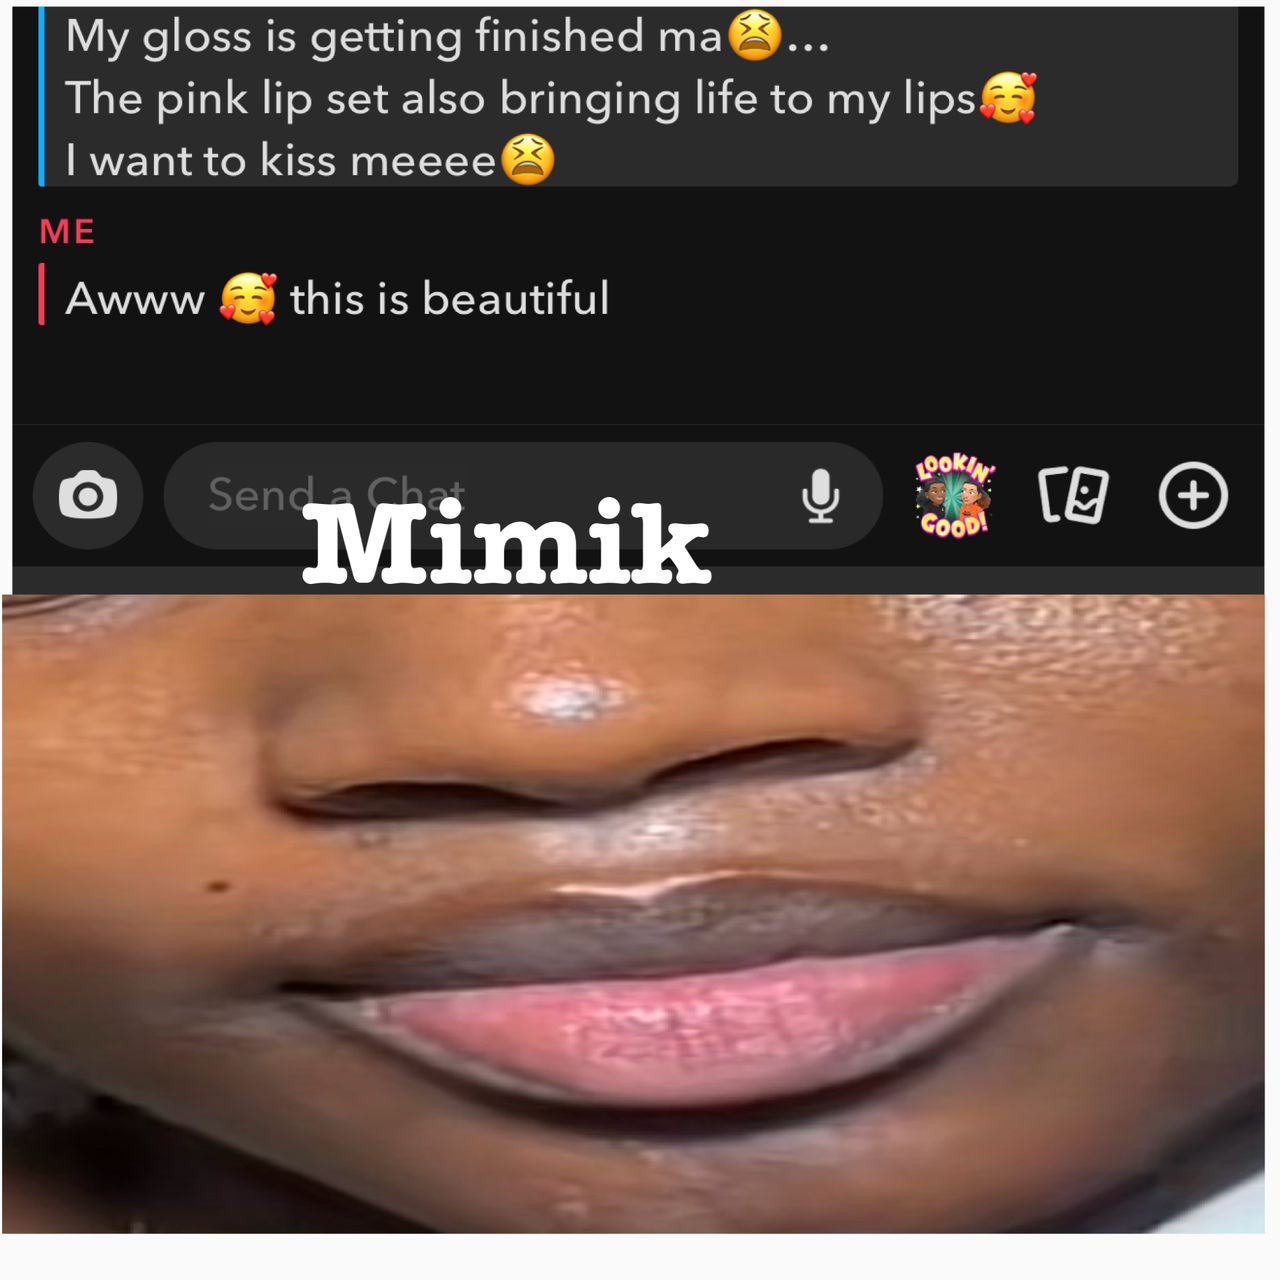 My gloss is getting finished ma😫...
The pink lip set also bringing life to my lips🥰
I want to kiss meeee😫
ME
Awww 🥰 this is beautiful
Send a Chat
LOOKIN'
GOOD!
Mimik